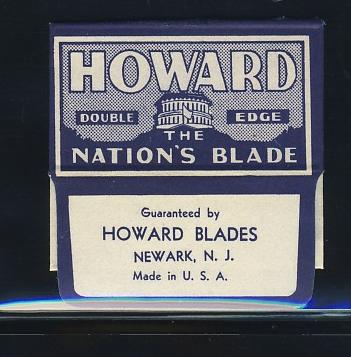 HOWARD
DOUBLE EDGE
THE
NATION'S BLADE
Guaranteed by
HOWARD BLADES
NEWARK, N. J.
Made in U. S. A.